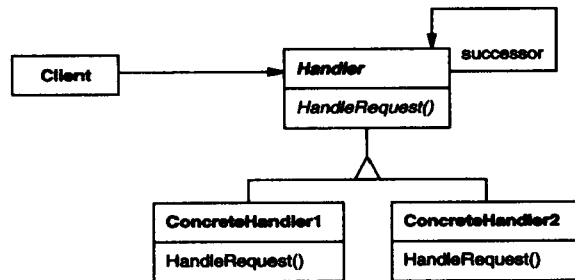 Client
Handler
successor
HandleRequest()
ConcreteHandler1
ConcreteHandler2
HandleRequest()
HandleRequest()